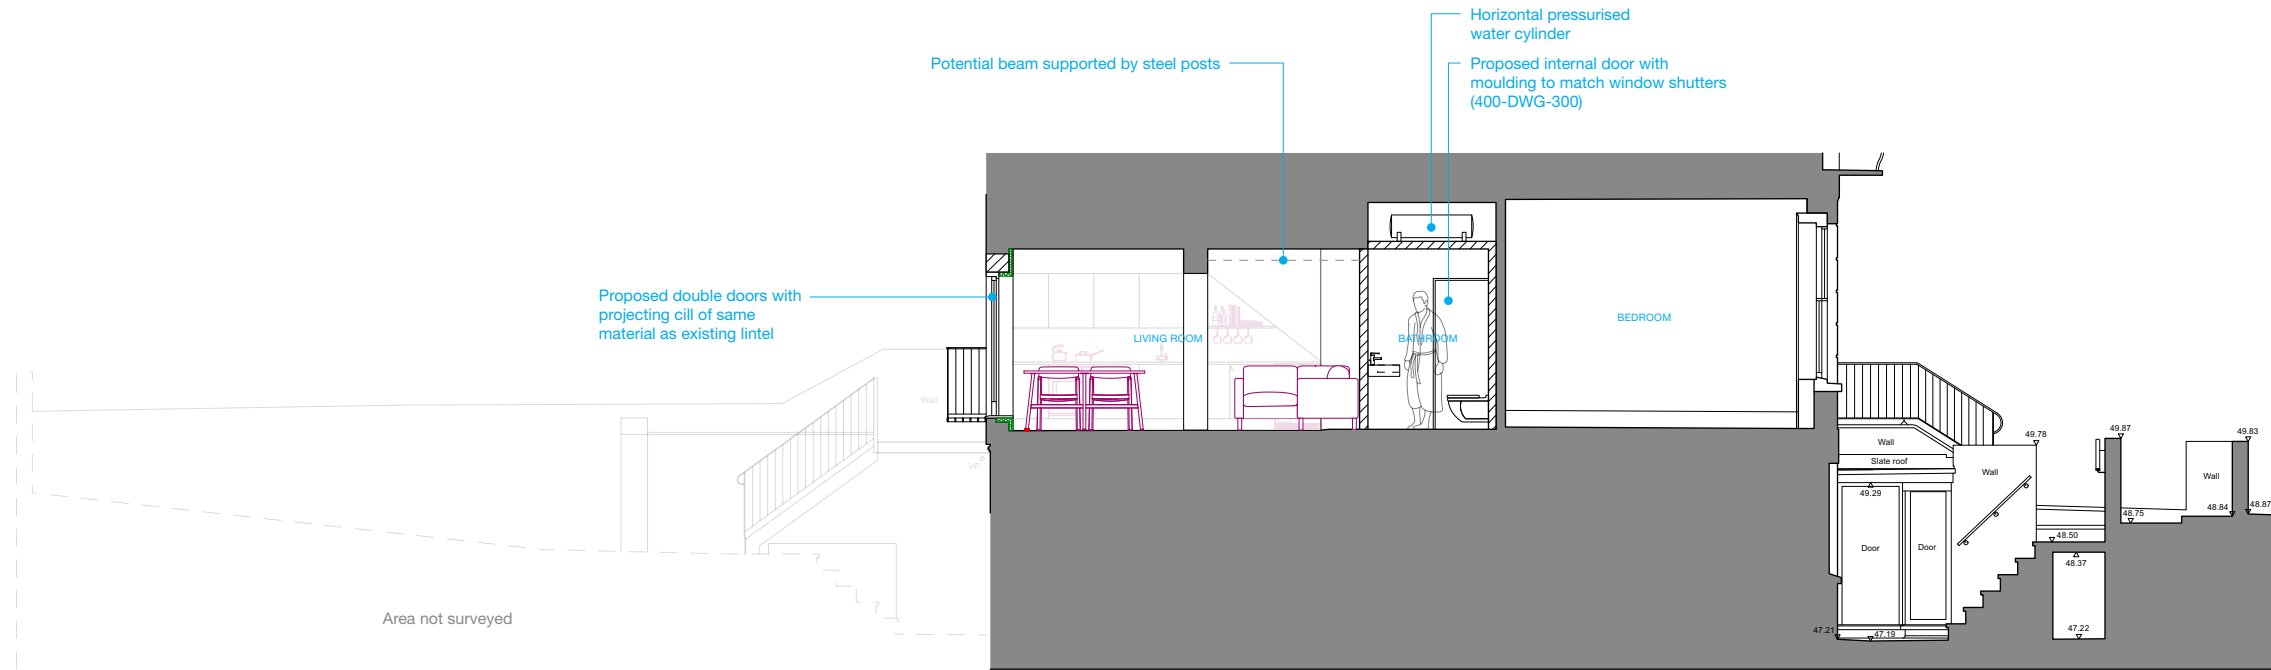 Horizontal pressurised
water cylinder
Potential beam supported by steel posts
Proposed internal door with
moulding to match window shutters
(400-DWG-300)
Proposed double doors with
projecting cill of same
material as existing lintel
LIVING ROOM
BATHROOM
BEDROOM
Wall
VP
Area not surveyed
Wall
Slate roof
49.29
Door
Door
Wall
49.78
49.87
49.83
Wall
48.75
48.84
48.87
48.50
48.37
47.22
47.21
47.19